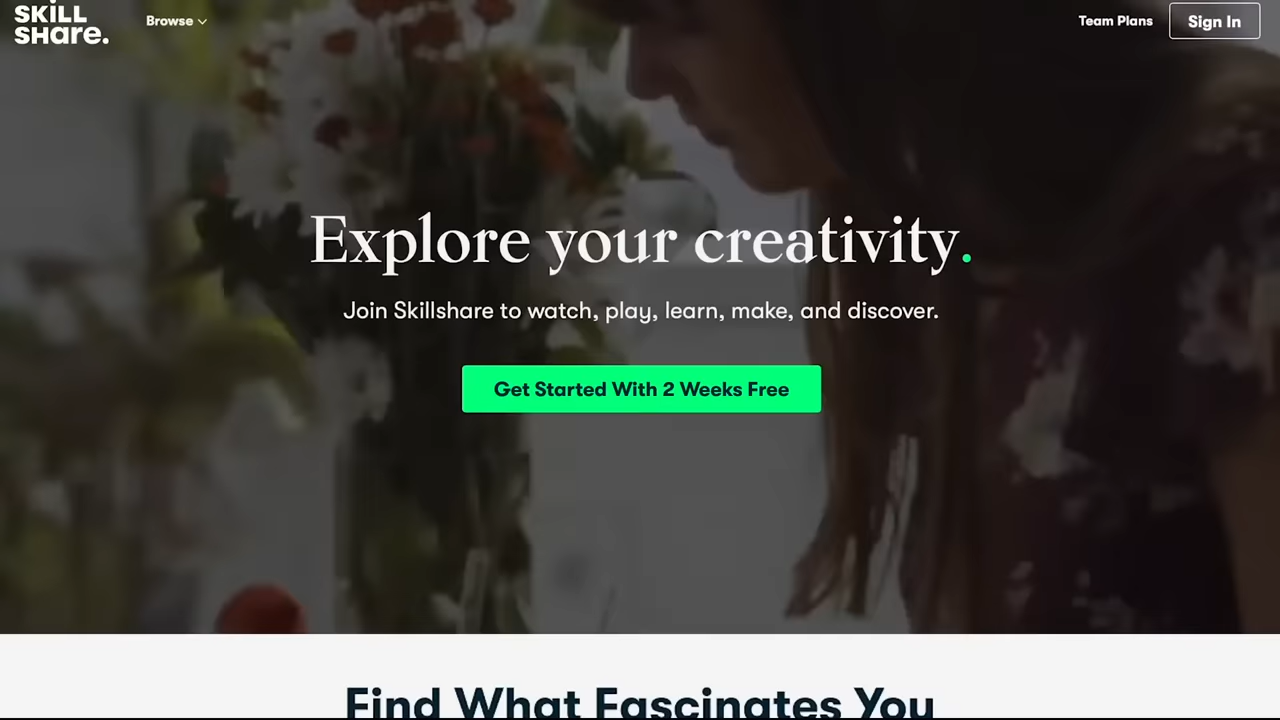 SKILL
SHare.
Browse
Team Plans
Sign In
Explore your creativity.
Join Skillshare to watch, play, learn, make, and discover.
Get Started With 2 Weeks Free
Find What Fascinates You